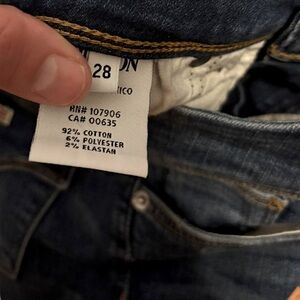 28
RN# 107906
CA# 00635
92% COTTON
6% POLYESTER
2% ELASTAN